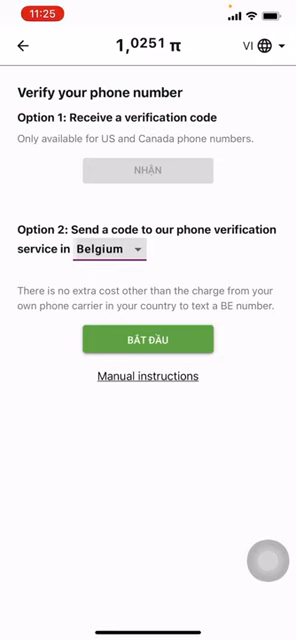 11:25
1,0251 π
VI
Verify your phone number
Option 1: Receive a verification code
Only available for US and Canada phone numbers.
NHẬN
Option 2: Send a code to our phone verification
service in Belgium
There is no extra cost other than the charge from your
own phone carrier in your country to text a BE number.
BẮT ĐẦU
Manual instructions